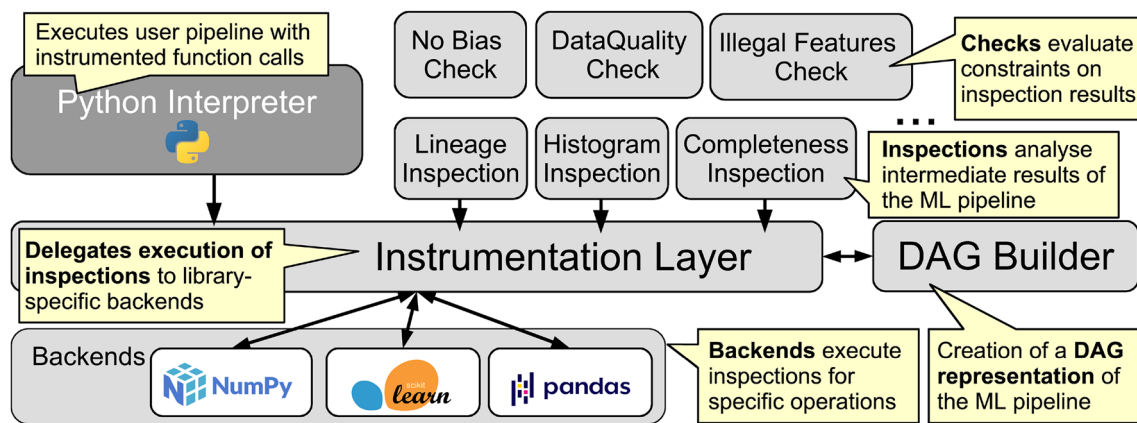 Executes user pipeline with
instrumented function calls
Python Interpreter
No Bias
Check
DataQuality
Check
Illegal Features
Check
Checks evaluate
constraints on
inspection results
...
Lineage
Inspection
Histogram
Inspection
Completeness
Inspection
Inspections analyse
intermediate results of
the ML pipeline
Delegates execution of
inspections to library-
specific backends
Instrumentation Layer
DAG Builder
Backends
NumPy
scikit
learn
pandas
Backends execute
inspections for
specific operations
Creation of a DAG
representation of
the ML pipeline